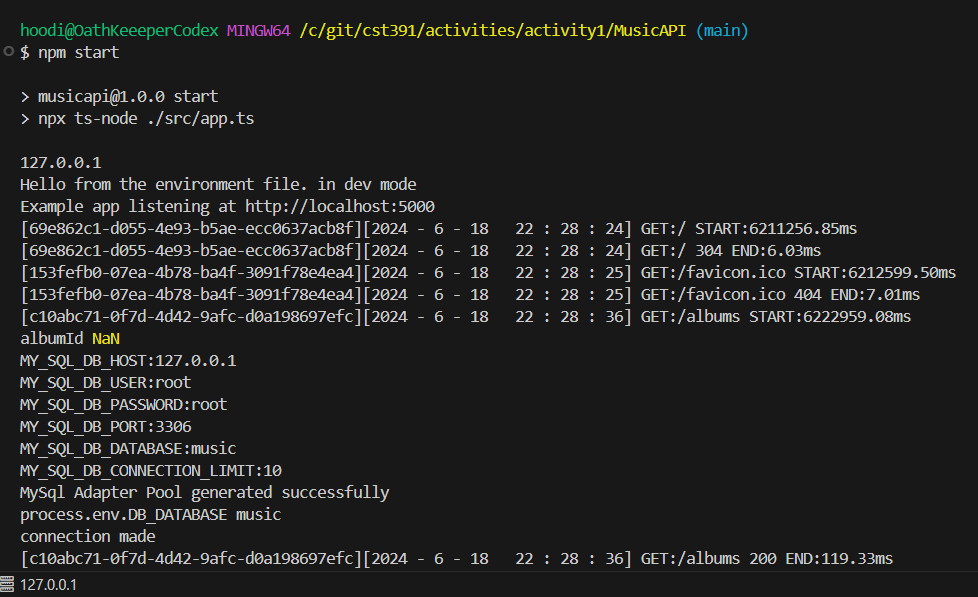 hoodi@OathKeeeperCodex MINGW64 /c/git/cst391/activities/activity1/MusicAPI (main)
$ npm start
> musicapi@1.0.0 start
> npx ts-node ./src/app.ts
127.0.0.1
Hello from the environment file. in dev mode
Example app listening at http://localhost:5000
[69e862c1-d055-4e93-b5ae-ecc0637acb8f][2024 - 6 - 18   22 : 28 : 24] GET:/ START:6211256.85ms
[69e862c1-d055-4e93-b5ae-ecc0637acb8f][2024 - 6 - 18   22 : 28 : 24] GET:/ 304 END:6.03ms
[153fefb0-07ea-4b78-ba4f-3091f78e4ea4][2024 - 6 - 18   22 : 28 : 25] GET:/favicon.ico START:6212599.50ms
[153fefb0-07ea-4b78-ba4f-3091f78e4ea4][2024 - 6 - 18   22 : 28 : 25] GET:/favicon.ico 404 END:7.01ms
[c10abc71-0f7d-4d42-9afc-d0a198697efc][2024 - 6 - 18   22 : 28 : 36] GET:/albums START:6222959.08ms
albumId NaN
MY_SQL_DB_HOST:127.0.0.1
MY_SQL_DB_USER:root
MY_SQL_DB_PASSWORD:root
MY_SQL_DB_PORT:3306
MY_SQL_DB_DATABASE:music
MY_SQL_DB_CONNECTION_LIMIT:10
MySql Adapter Pool generated successfully
process.env.DB_DATABASE music
connection made
[c10abc71-0f7d-4d42-9afc-d0a198697efc][2024 - 6 - 18   22 : 28 : 36] GET:/albums 200 END:119.33ms
127.0.0.1